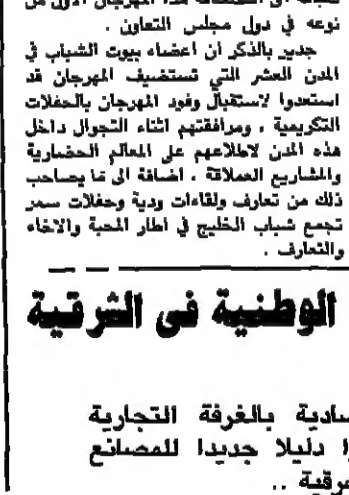 نوعه في دول مجلس التعاون .
جدير بالذكر أن أعضاء بيوت الشباب في
المدن العشر التي تستضيف المهرجان قد
استعدوا لاستقبال وفود المهرجان بالحفلات
التكريمية ، ومرافقتهم اثناء التجوال داخل
هذه المدن لاطلاعهم على المعالم الحضارية
والمشاريع العملاقة . اضافة الى ما يصاحب
ذلك من تعارف ولقاءات ودية وحفلات سمر
تجمع شباب الخليج في اطار المحبة والاخاء
والتعارف .
الوطنية فى الشرقية
بالغرفة التجارية
دليلا جديدا للمصانع